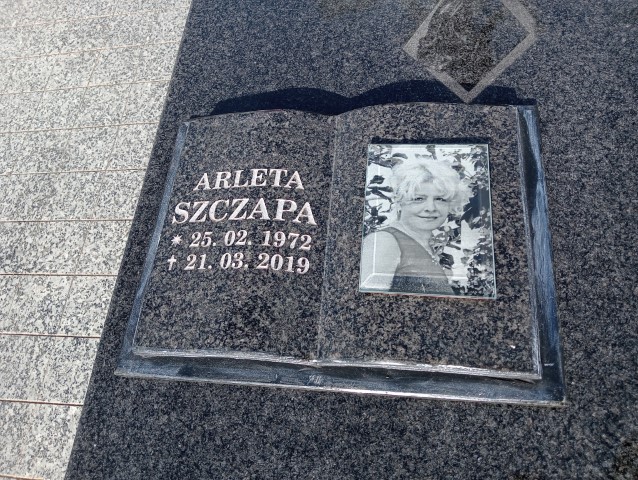 ARLETA
SZCZAPA
* 25. 02. 1972
† 21. 03. 2019